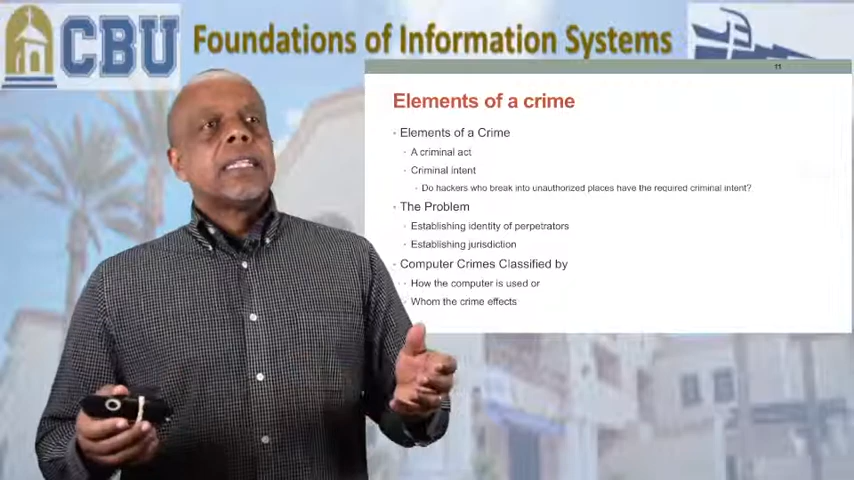 CBU Foundations of Information Systems
11
Elements of a crime
Elements of a Crime
A criminal act
Criminal intent
Do hackers who break into unauthorized places have the required criminal intent?
The Problem
Establishing identity of perpetrators
Establishing jurisdiction
Computer Crimes Classified by
How the computer is used or
Whom the crime effects